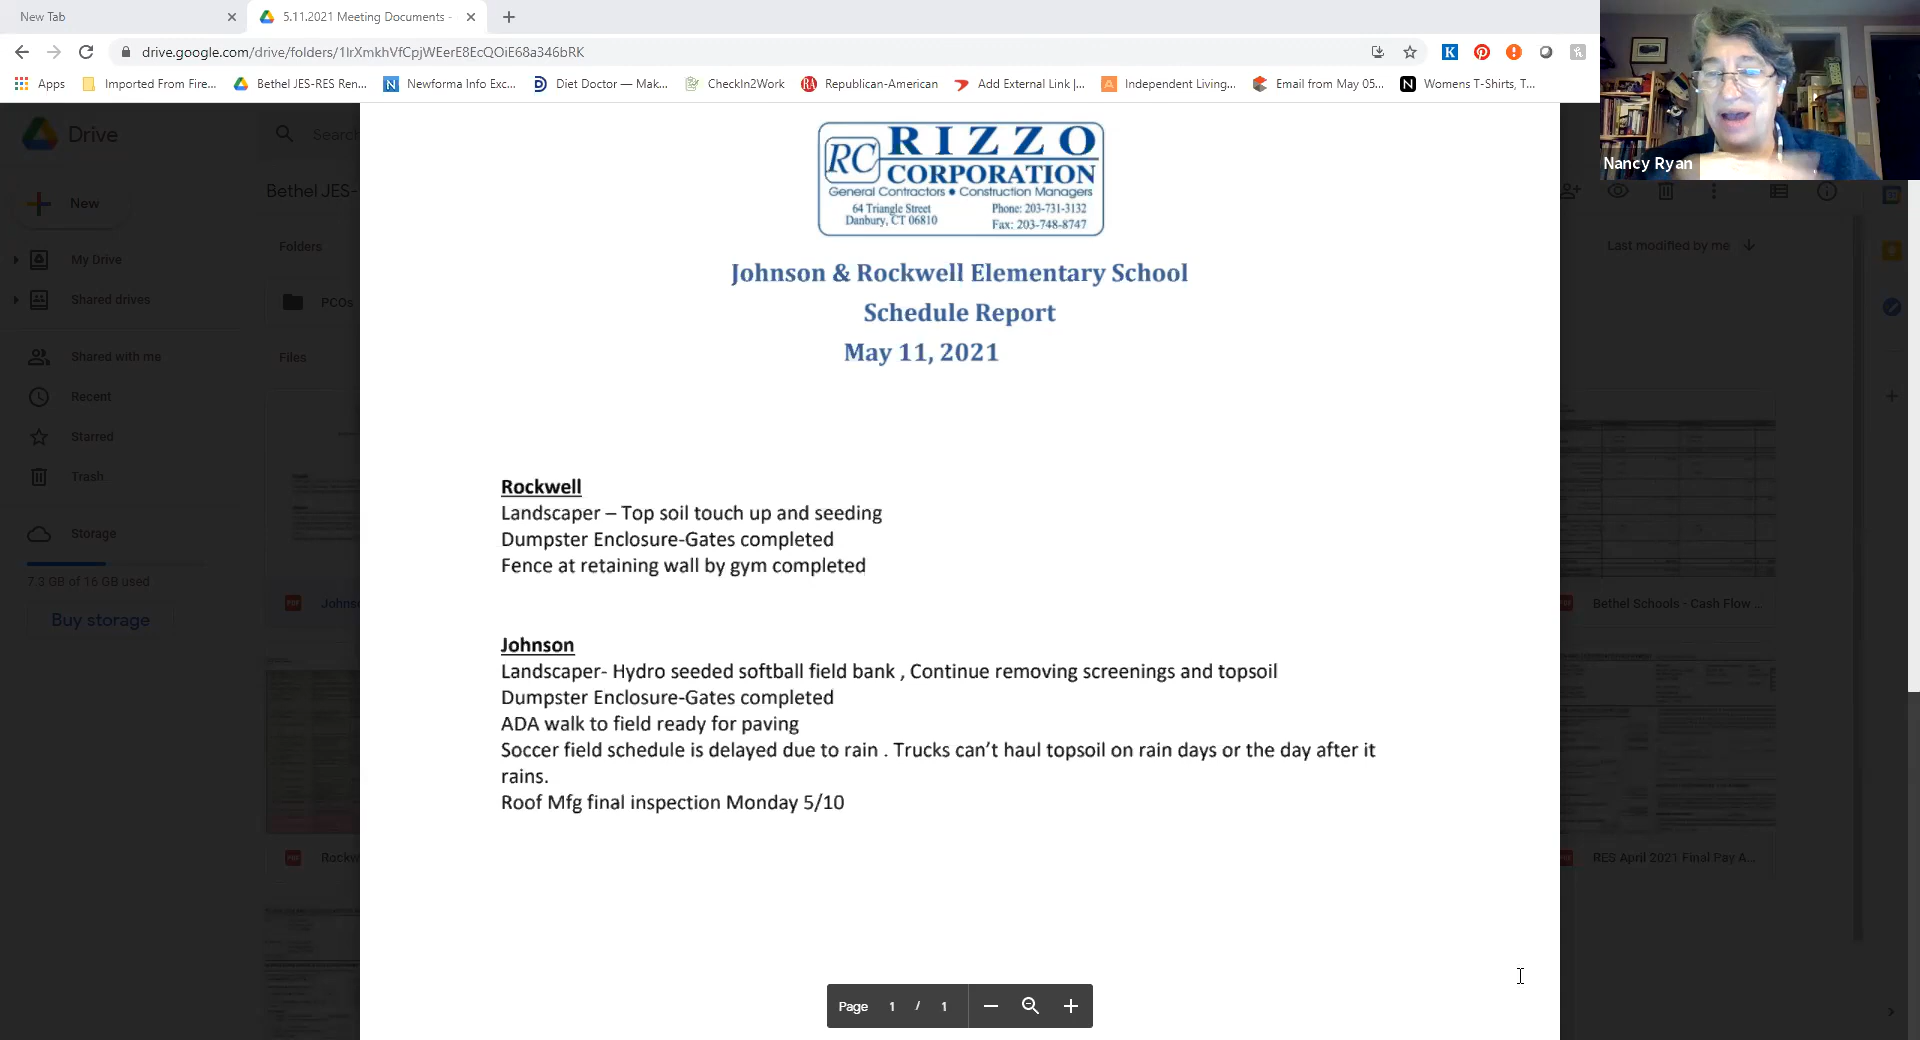 New Tab
5.11.2021 Meeting Documents -
drive.google.com/drive/folders/1IrXmkhVfCpjWEerE8EcQOiE68a346bRK
Apps Imported From Fire... Bethel JES-RES Ren... Newforma Info Exc... Diet Doctor — Mak... CheckIn2Work Republican-American Add External Link |... Independent Living... Email from May 05... Womens T-Shirts, T...
Nancy Ryan
Drive
Search
New
Bethel JES-
Folders
Last modified by me
My Drive
Shared drives
PCOs
Shared with me
Files
Recent
Starred
Trash
Storage
7.3 GB of 16 GB used
Buy storage
Johns
Rockw
Bethel Schools - Cash Flow ...
RES April 2021 Final Pay A...
RC RIZZO
CORPORATION
General Contractors • Construction Managers
64 Triangle Street Phone: 203-731-3132
Danbury, CT 06810 Fax: 203-748-8747
Johnson & Rockwell Elementary School
Schedule Report
May 11, 2021
Rockwell
Landscaper – Top soil touch up and seeding
Dumpster Enclosure-Gates completed
Fence at retaining wall by gym completed
Johnson
Landscaper- Hydro seeded softball field bank , Continue removing screenings and topsoil
Dumpster Enclosure-Gates completed
ADA walk to field ready for paving
Soccer field schedule is delayed due to rain . Trucks can’t haul topsoil on rain days or the day after it
rains.
Roof Mfg final inspection Monday 5/10
Page 1 / 1